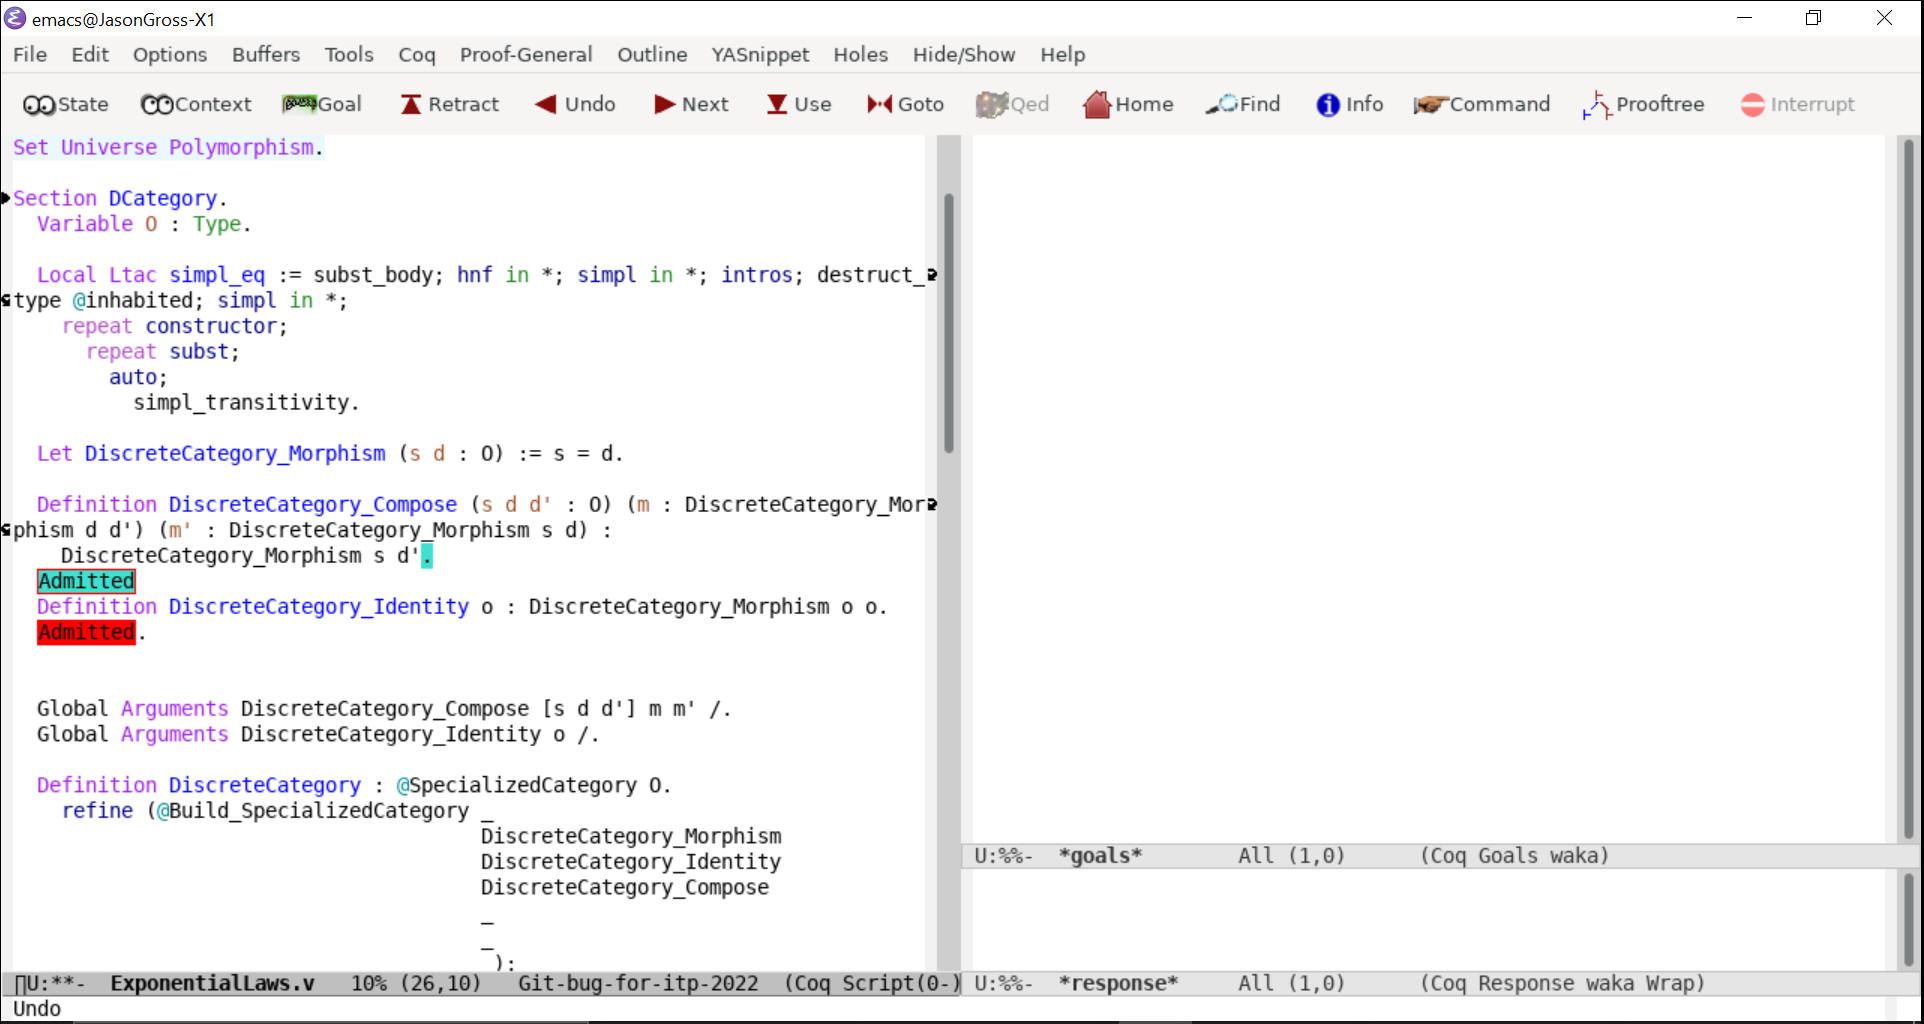 emacs@JasonGross-X1
File Edit Options Buffers Tools Coq Proof-General Outline YASnippet Holes Hide/Show Help
State Context Goal Retract Undo Next Use Goto Qed Home Find Info Command Prooftree Interrupt
Set Universe Polymorphism.
Section DCategory.
Variable O : Type.
Local Ltac simpl_eq := subst_body; hnf in *; simpl in *; intros; destruct_
type @inhabited; simpl in *;
repeat constructor;
repeat subst;
auto;
simpl_transitivity.
Let DiscreteCategory_Morphism (s d : O) := s = d.
Definition DiscreteCategory_Compose (s d d' : O) (m : DiscreteCategory_Mor
phism d d') (m' : DiscreteCategory_Morphism s d) :
DiscreteCategory_Morphism s d'.
Admitted
Definition DiscreteCategory_Identity o : DiscreteCategory_Morphism o o.
Admitted.
Global Arguments DiscreteCategory_Compose [s d d'] m m' /.
Global Arguments DiscreteCategory_Identity o /.
Definition DiscreteCategory : @SpecializedCategory O.
refine (@Build_SpecializedCategory _
DiscreteCategory_Morphism
DiscreteCategory_Identity
DiscreteCategory_Compose
_
_
);
U:**- ExponentialLaws.v 10% (26,10) Git-bug-for-itp-2022 (Coq Script(0-)
Undo
U:%%- *goals* All (1,0) (Coq Goals waka)
U:%%- *response* All (1,0) (Coq Response waka Wrap)